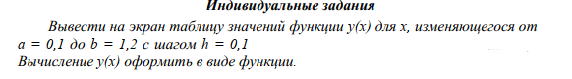 Индивидуальные задания
Вывести на экран таблицу значений функции y(x) для x, изменяющегося от
a = 0,1 до b = 1,2 с шагом h = 0,1
Вычисление y(x) оформить в виде функции.